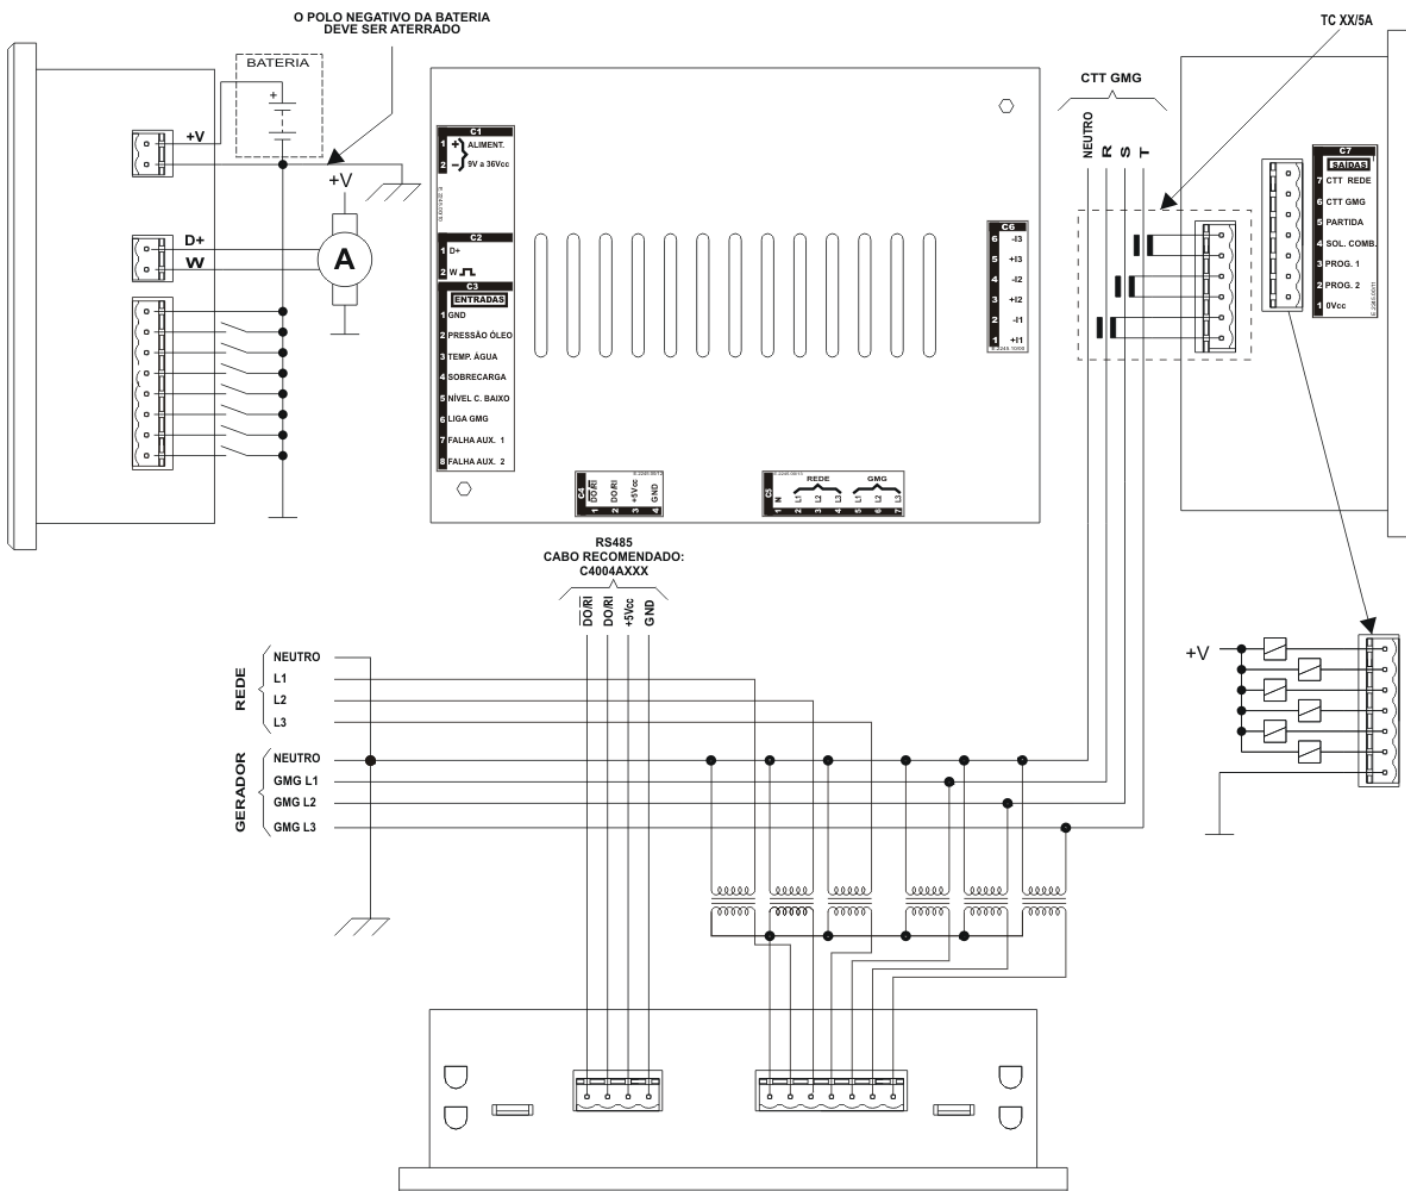 O POLO NEGATIVO DA BATERIA
DEVE SER ATERRADO
TC XX/5A
BATERIA
+
+V
+V
D+
W
A
C1
1 + ALIMENT.
2 – 9V a 36Vcc
C2
1 D+
2 W
C3
ENTRADAS
1 GND
2 PRESSÃO ÓLEO
3 TEMP. ÁGUA
4 SOBRECARGA
5 NÍVEL C. BAIXO
6 LIGA GMG
7 FALHA AUX. 1
8 FALHA AUX. 2
CTT GMG
NEUTRO
R
S
T
C6
6 -I3
5 +I3
4 -I2
3 +I2
2 -I1
1 +I1
C7
SAÍDAS
7 CTT REDE
6 CTT GMG
5 PARTIDA
4 SOL. COMB.
3 PROG. 1
2 PROG. 2
1 0Vcc
C4
1 DO/RI
2 DO/RI
3 +5Vcc
4 GND
C5
REDE GMG
1 N
2 L1
3 L2
4 L3
5 L1
6 L2
7 L3
RS485
CABO RECOMENDADO:
C4004AXXX
DO/RI
DO/RI
+5Vcc
GND
REDE
NEUTRO
L1
L2
L3
GERADOR
NEUTRO
GMG L1
GMG L2
GMG L3
+V